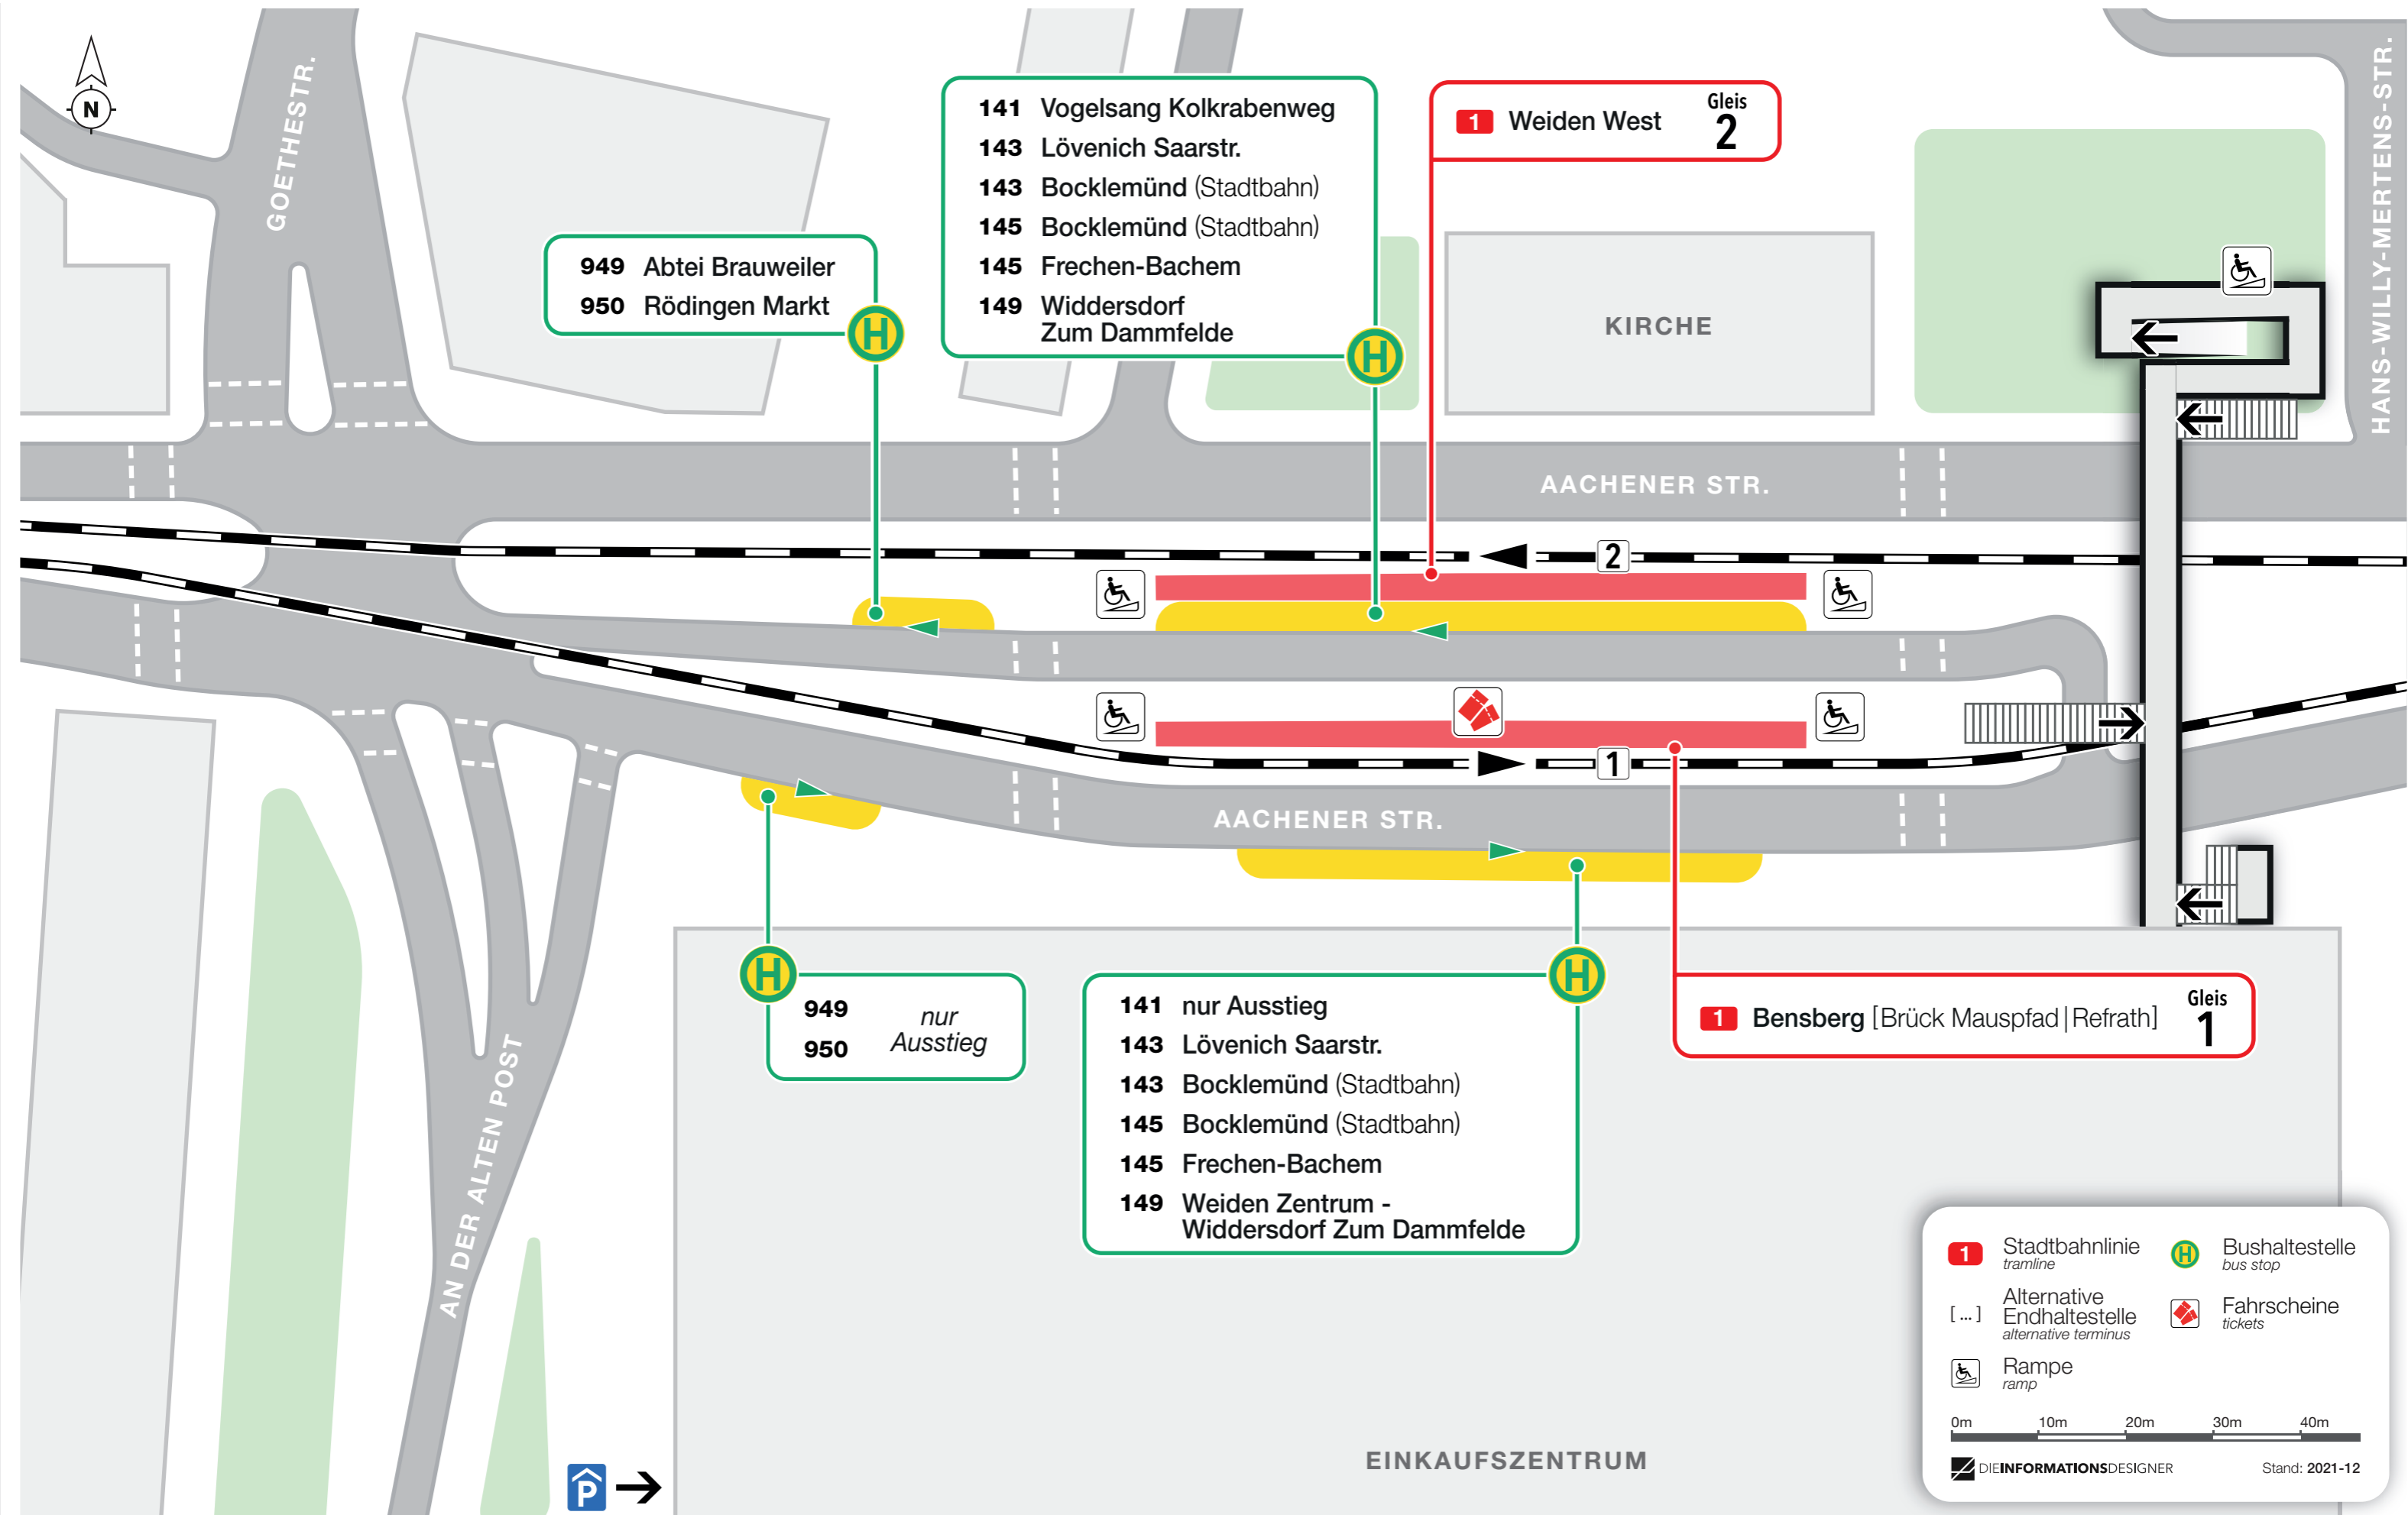 N
GOETHESTR.
HANS-WILLY-MERTENS-STR.
141 Vogelsang Kolkrabenweg
143 Lövenich Saarstr.
143 Bocklemünd (Stadtbahn)
145 Bocklemünd (Stadtbahn)
145 Frechen-Bachem
149 Widdersdorf
Zum Dammfelde
H
1 Weiden West Gleis 2
949 Abtei Brauweiler
950 Rödingen Markt
H
KIRCHE
AACHENER STR.
2
1
AACHENER STR.
H
949
950
nur
Ausstieg
H
141 nur Ausstieg
143 Lövenich Saarstr.
143 Bocklemünd (Stadtbahn)
145 Bocklemünd (Stadtbahn)
145 Frechen-Bachem
149 Weiden Zentrum -
Widdersdorf Zum Dammfelde
1 Bensberg [Brück Mauspfad | Refrath] Gleis 1
AN DER ALTEN POST
P
EINKAUFSZENTRUM
1 Stadtbahnlinie
tramline
[ ... ] Alternative
Endhaltestelle
alternative terminus
Rampe
ramp
H Bushaltestelle
bus stop
Fahrscheine
tickets
0m 10m 20m 30m 40m
DIEINFORMATIONSDESIGNER
Stand: 2021-12